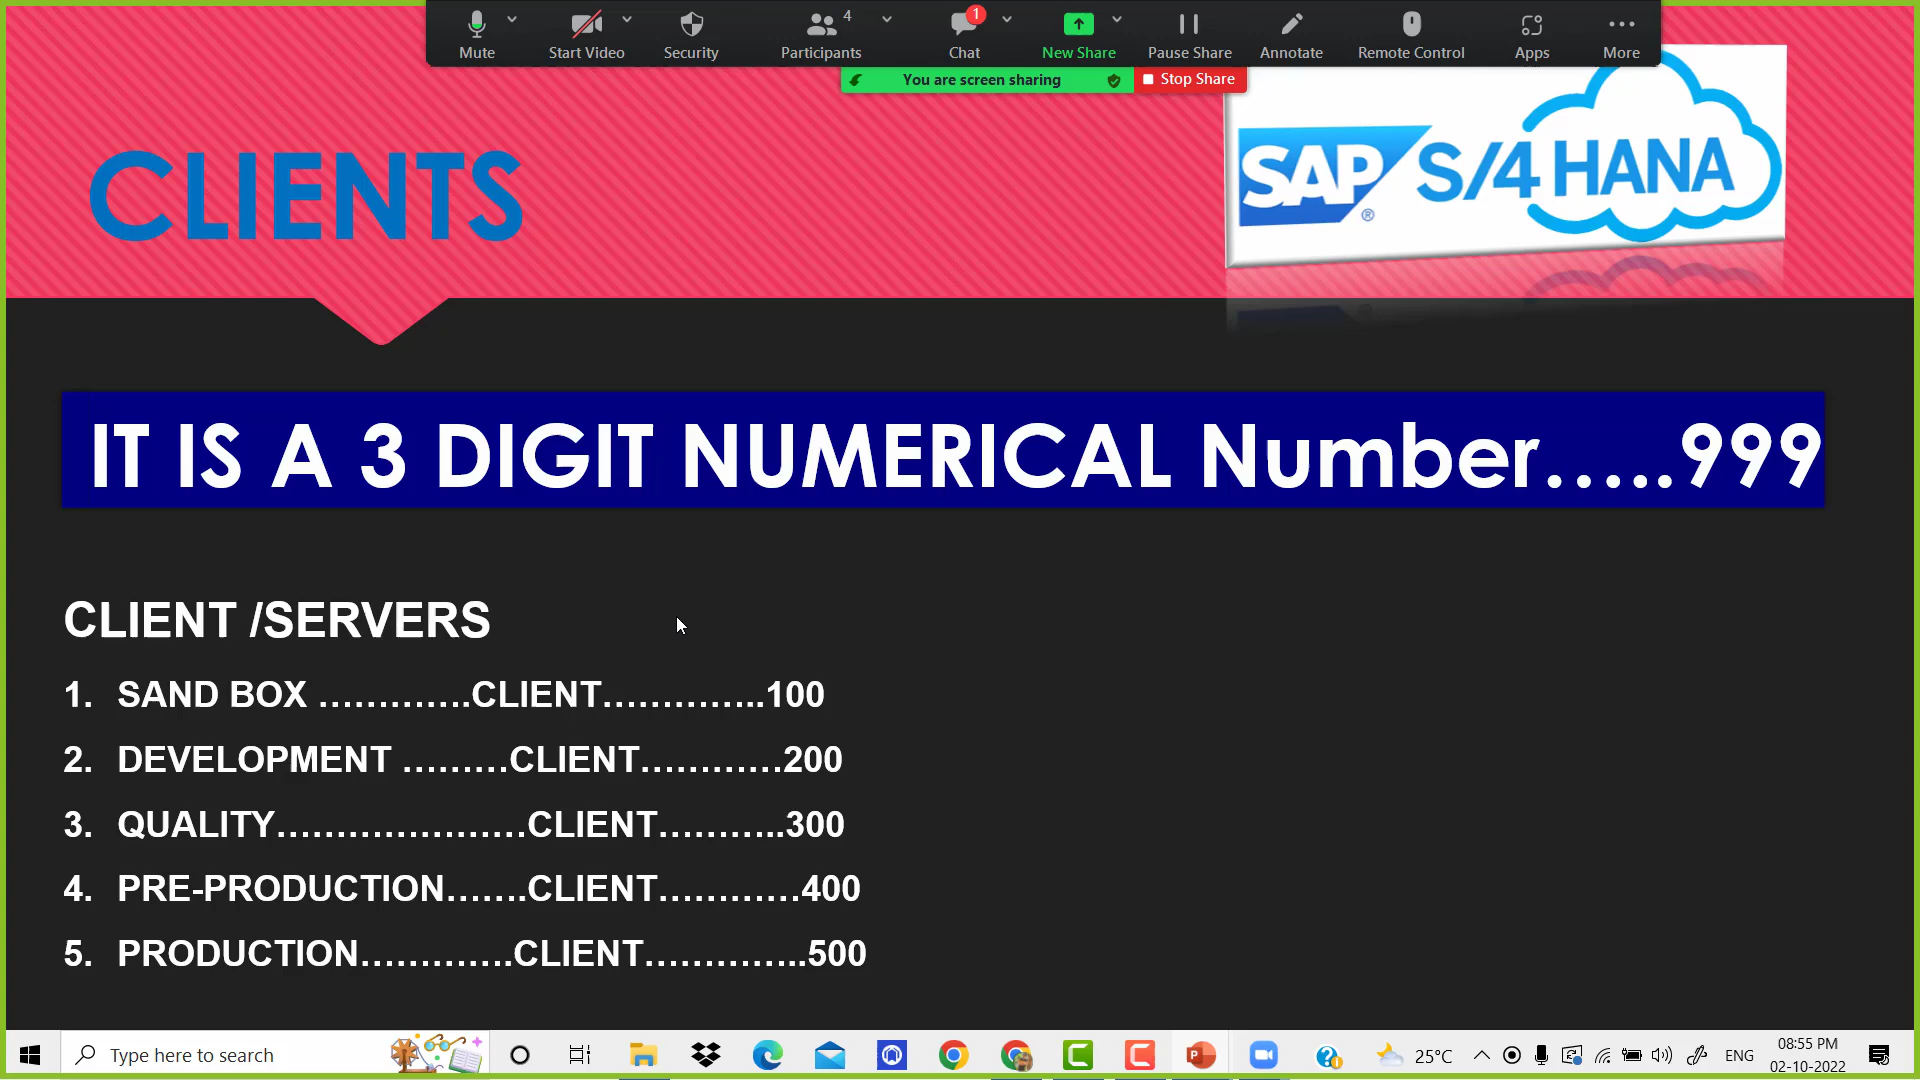 Mute
Start Video
Security
4
Participants
1
Chat
New Share
Pause Share
Annotate
Remote Control
Apps
More
You are screen sharing
Stop Share
CLIENTS
SAP® S/4 HANA
IT IS A 3 DIGIT NUMERICAL Number…..999
CLIENT /SERVERS
1. SAND BOX ………….CLIENT…………..100
2. DEVELOPMENT ………CLIENT…………200
3. QUALITY…………………CLIENT………..300
4. PRE-PRODUCTION…….CLIENT…………400
5. PRODUCTION………….CLIENT…………..500
Type here to search
25°C
ENG
08:55 PM
02-10-2022